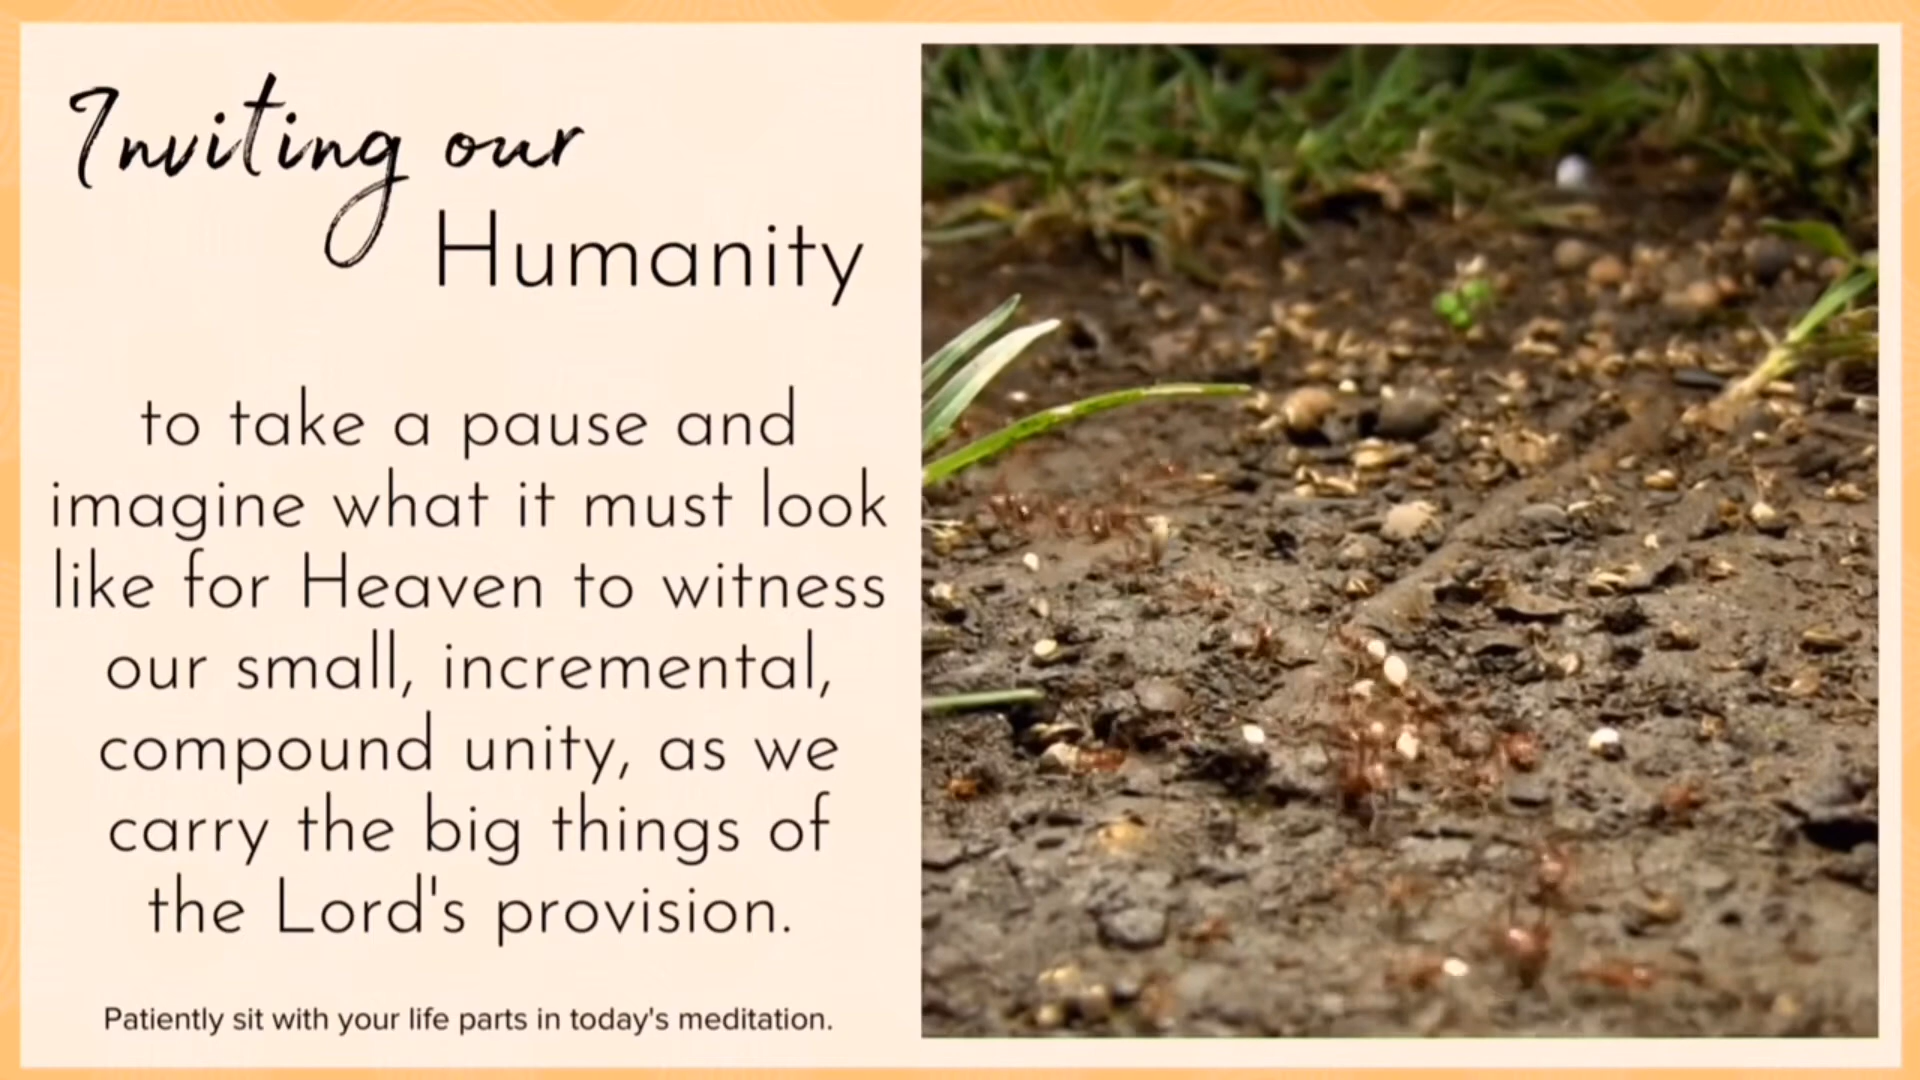 Inviting our
Humanity
to take a pause and
imagine what it must look
like for Heaven to witness
our small, incremental,
compound unity, as we
carry the big things of
the Lord's provision.
Patiently sit with your life parts in today's meditation.